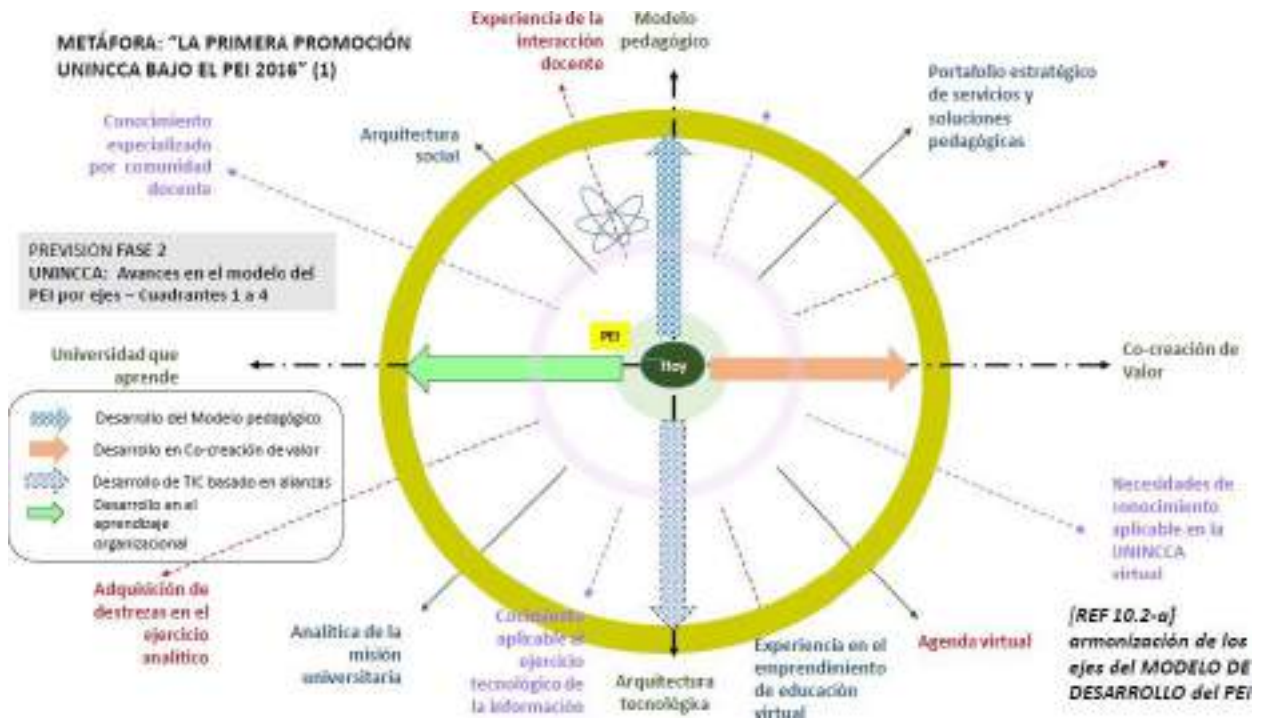 METÁFORA: "LA PRIMERA PROMOCIÓN
UNINCCA BAJO EL PEI 2016" (1)
Experiencia de la
interacción
docente
Modelo
pedagógico
Portafolio estratégico
de servicios y
soluciones
pedagógicas
Conocimiento
especializado
por comunidad
docente
Arquitectura
social
PREVISION FASE 2
UNINCCA: Avances en el modelo del
PEI por ejes – Cuadrantes 1 a 4
PEI
Hoy
Universidad que
aprende
Co-creación de
Valor
Desarrollo del Modelo pedagógico
Desarrollo en Co-creación de valor
Desarrollo de TIC basado en alianzas
Desarrollo en el
aprendizaje
organizacional
Necesidades de
conocimiento
aplicable en la
UNINCCA
virtual
Adquisición de
destrezas en el
ejercicio
analítico
Analítica de la
misión
universitaria
aplicable al
ejercicio
tecnológico de
la información
Arquitectura
tecnológica
Experiencia en el
emprendimiento
de educación
virtual
Agenda virtual
[REF 10.2-a]
armonización de los
ejes del MODELO DE
DESARROLLO del PEI